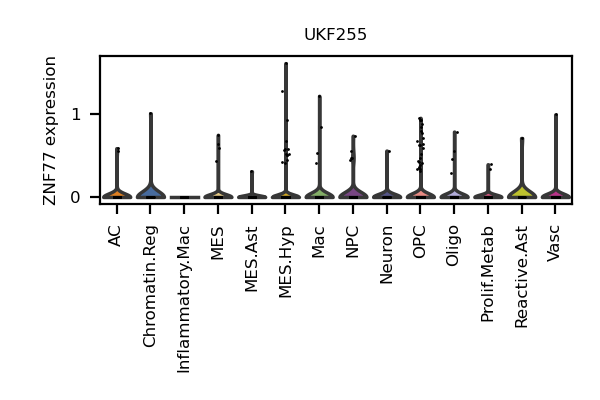 UKF255
ZNF77 expression
1
0
AC
Chromatin.Reg
Inflammatory.Mac
MES
MES.Ast
MES.Hyp
Mac
NPC
Neuron
OPC
Oligo
Prolif.Metab
Reactive.Ast
Vasc